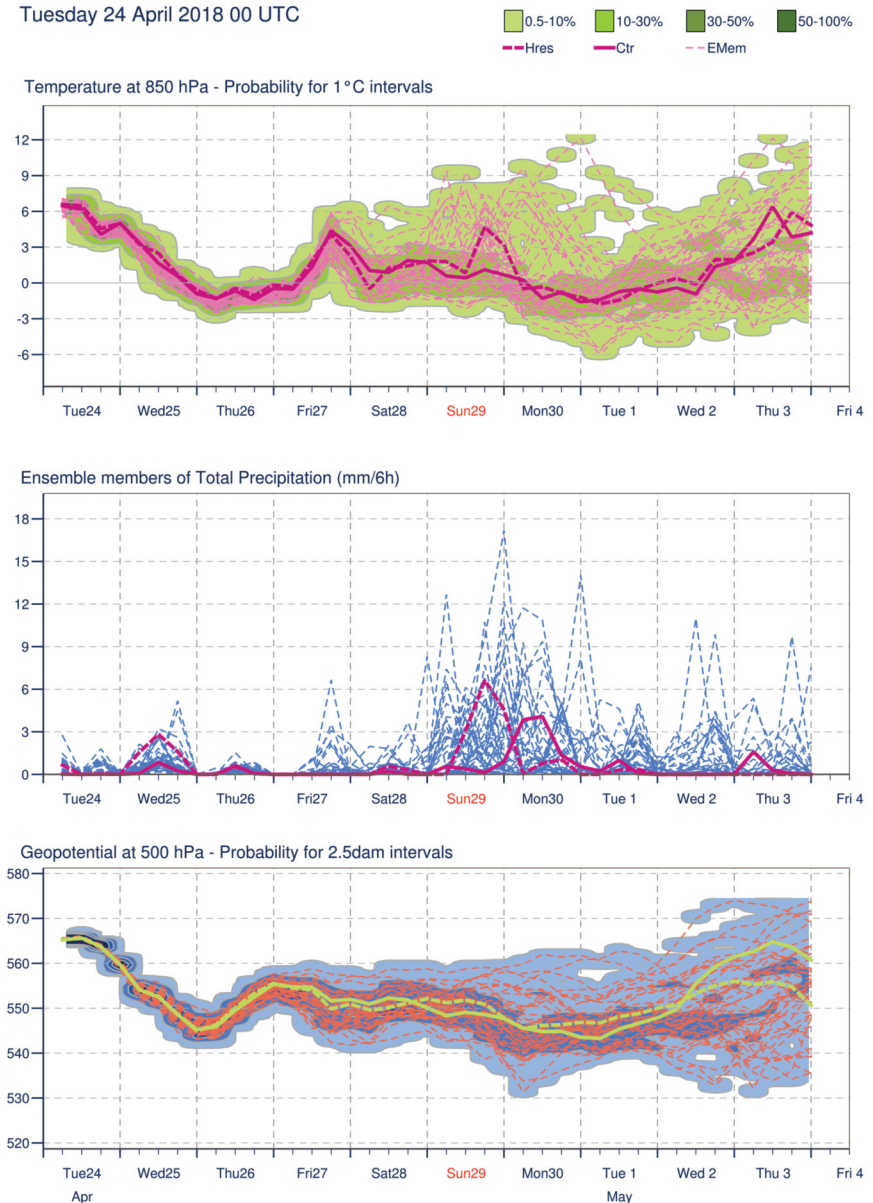 Tuesday 24 April 2018 00 UTC
0.5-10% 10-30% 30-50% 50-100%
Hres Ctr EMem
Temperature at 850 hPa - Probability for 1°C intervals
12
9
6
3
0
-3
-6
Tue24 Wed25 Thu26 Fri27 Sat28 Sun29 Mon30 Tue 1 Wed 2 Thu 3 Fri 4
Ensemble members of Total Precipitation (mm/6h)
18
15
12
9
6
3
0
Tue24 Wed25 Thu26 Fri27 Sat28 Sun29 Mon30 Tue 1 Wed 2 Thu 3 Fri 4
Geopotential at 500 hPa - Probability for 2.5dam intervals
580
570
560
550
540
530
520
Tue24 Wed25 Thu26 Fri27 Sat28 Sun29 Mon30 Tue 1 Wed 2 Thu 3 Fri 4
Apr May